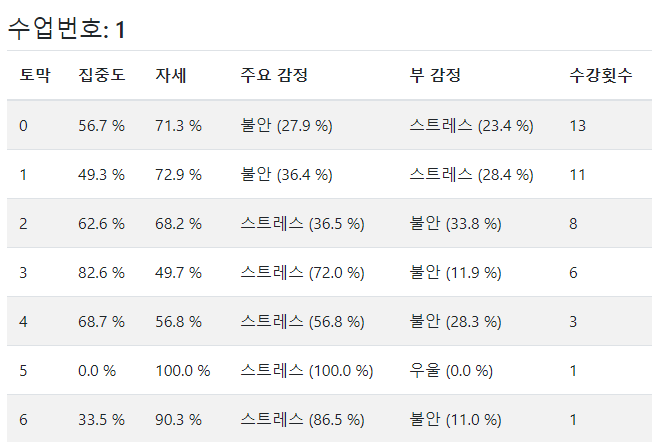 수업번호: 1
토막 집중도 자세 주요 감정 부 감정 수강횟수
0 56.7 % 71.3 % 불안 (27.9 %) 스트레스 (23.4 %) 13
1 49.3 % 72.9 % 불안 (36.4 %) 스트레스 (28.4 %) 11
2 62.6 % 68.2 % 스트레스 (36.5 %) 불안 (33.8 %) 8
3 82.6 % 49.7 % 스트레스 (72.0 %) 불안 (11.9 %) 6
4 68.7 % 56.8 % 스트레스 (56.8 %) 불안 (28.3 %) 3
5 0.0 % 100.0 % 스트레스 (100.0 %) 우울 (0.0 %) 1
6 33.5 % 90.3 % 스트레스 (86.5 %) 불안 (11.0 %) 1